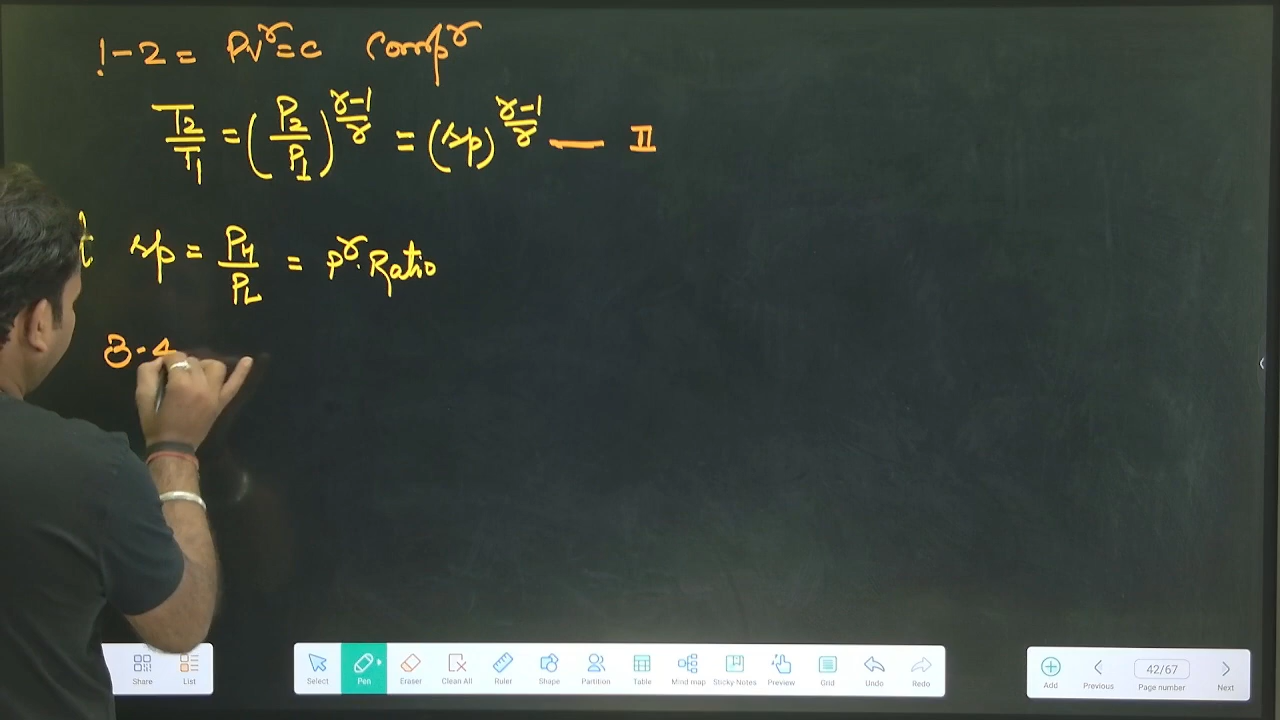 1-2 = PV^γ = C Comp^r
T2/T1 = (P2/P1)^(γ-1/γ) = (rp)^(γ-1/γ) — II
rp = PH/PL = P^r. Ratio
3-4
Share List Select Pen Eraser Clean All Ruler Shape Partition Table Mind map Sticky Notes Preview Grid Undo Redo Add Previous 42/67 Page number Next